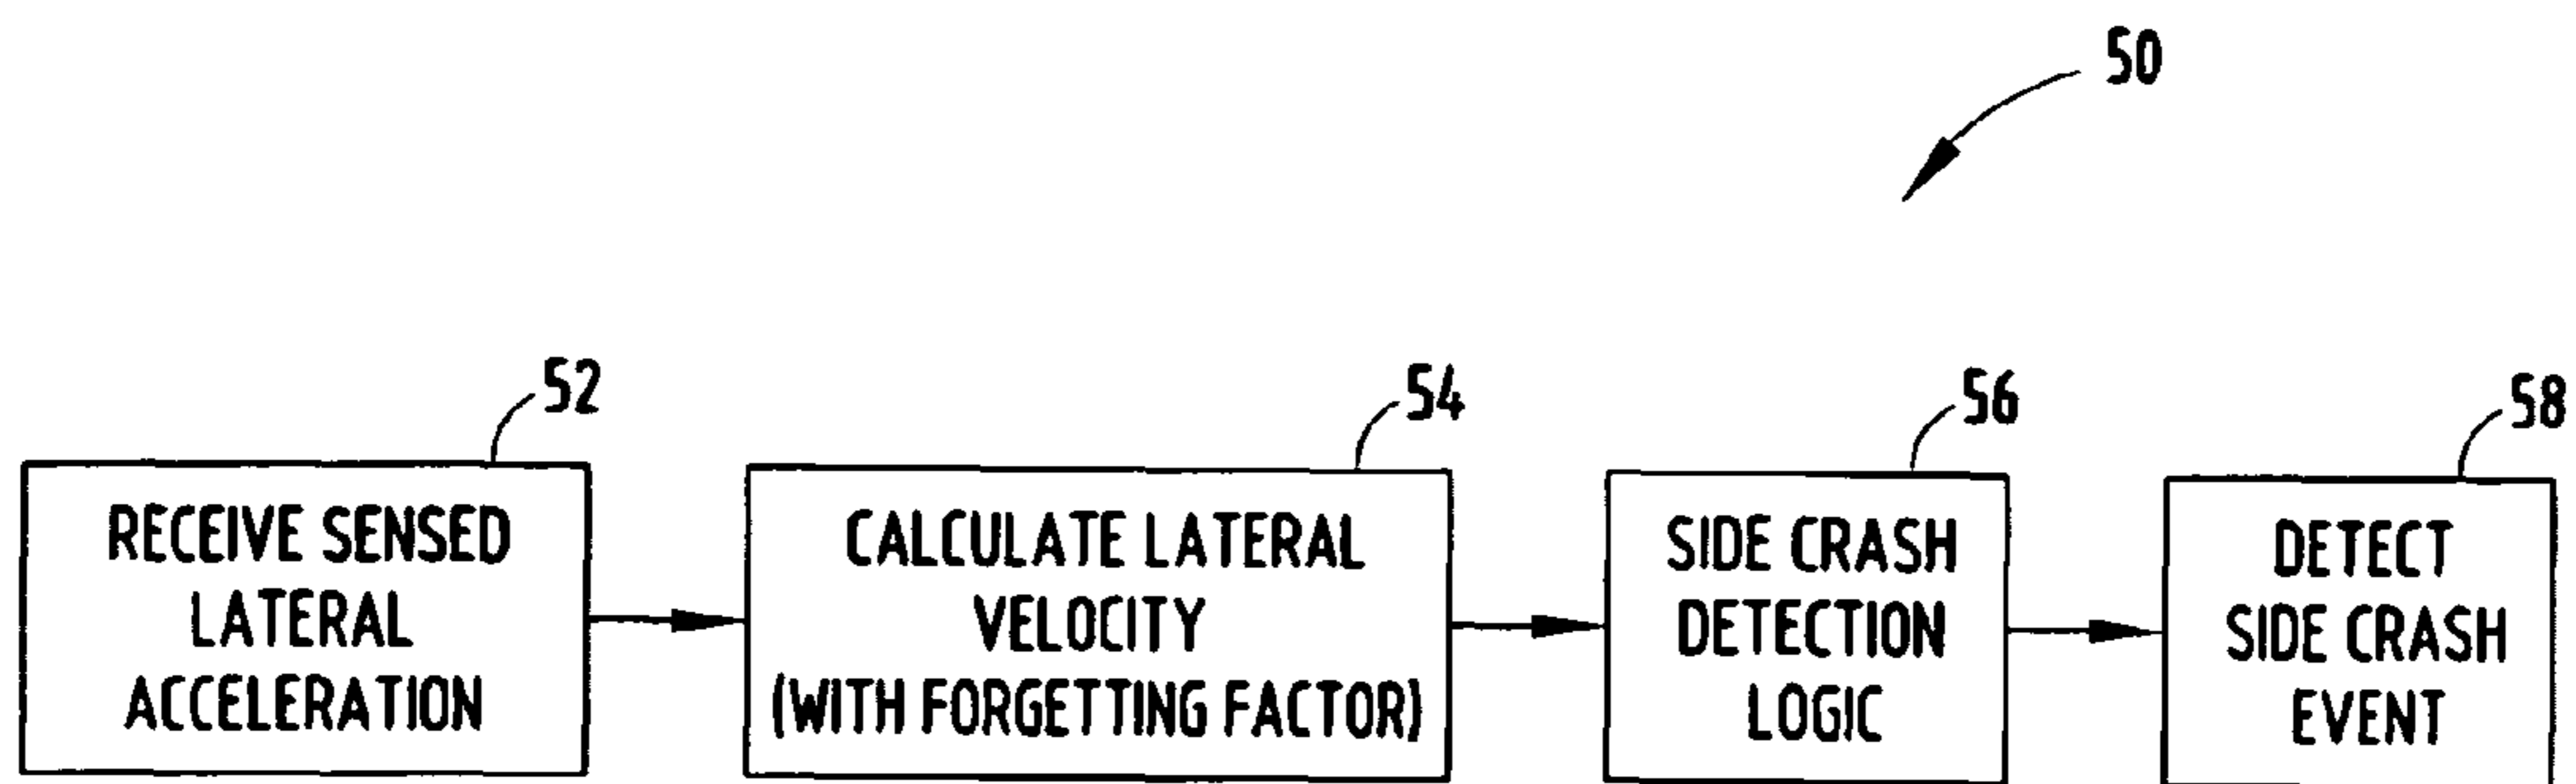 50
52
RECEIVE SENSED
LATERAL
ACCELERATION
54
CALCULATE LATERAL
VELOCITY
(WITH FORGETTING FACTOR)
56
SIDE CRASH
DETECTION
LOGIC
58
DETECT
SIDE CRASH
EVENT